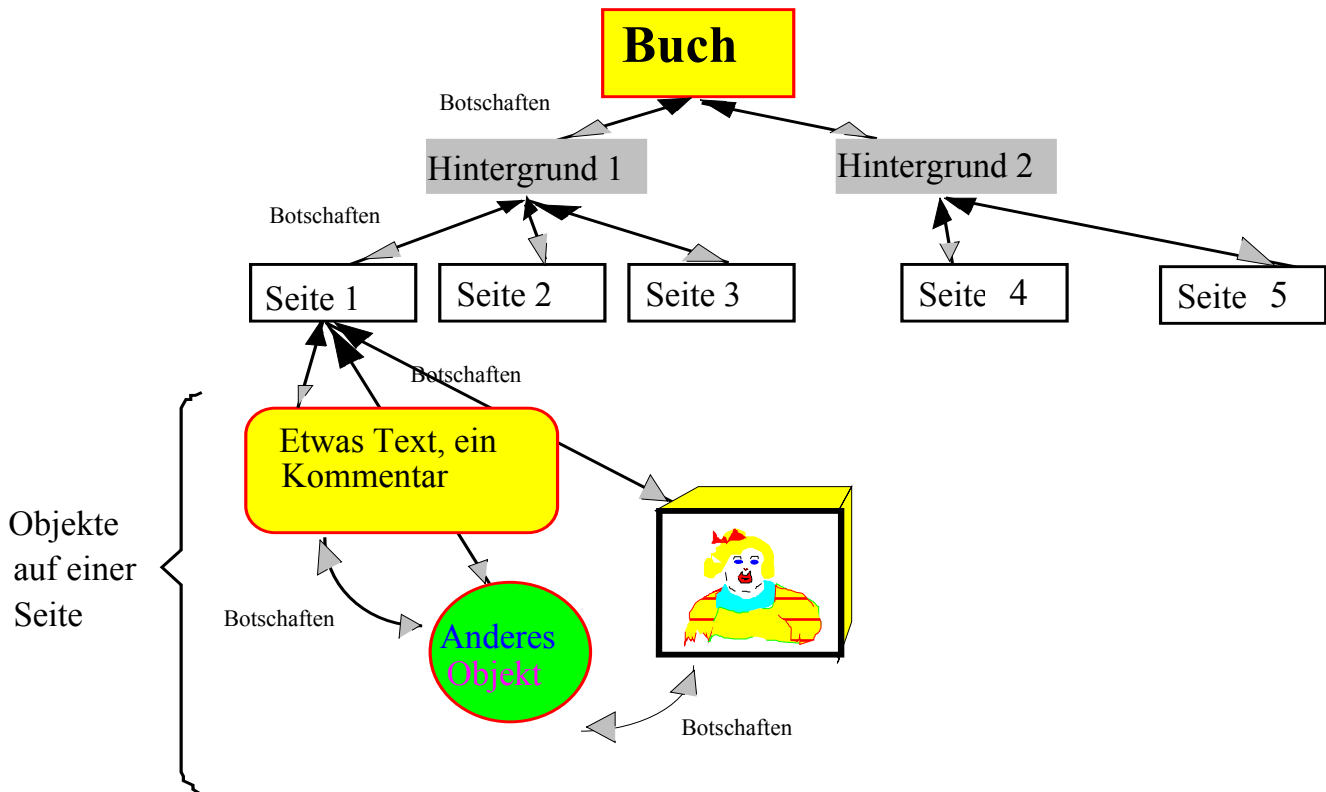 Buch
Botschaften
Hintergrund 1
Hintergrund 2
Botschaften
Seite 1
Seite 2
Seite 3
Seite 4
Seite 5
Botschaften
Etwas Text, ein
Kommentar
Objekte
auf einer
Seite
Botschaften
Anderes
Objekt
Botschaften